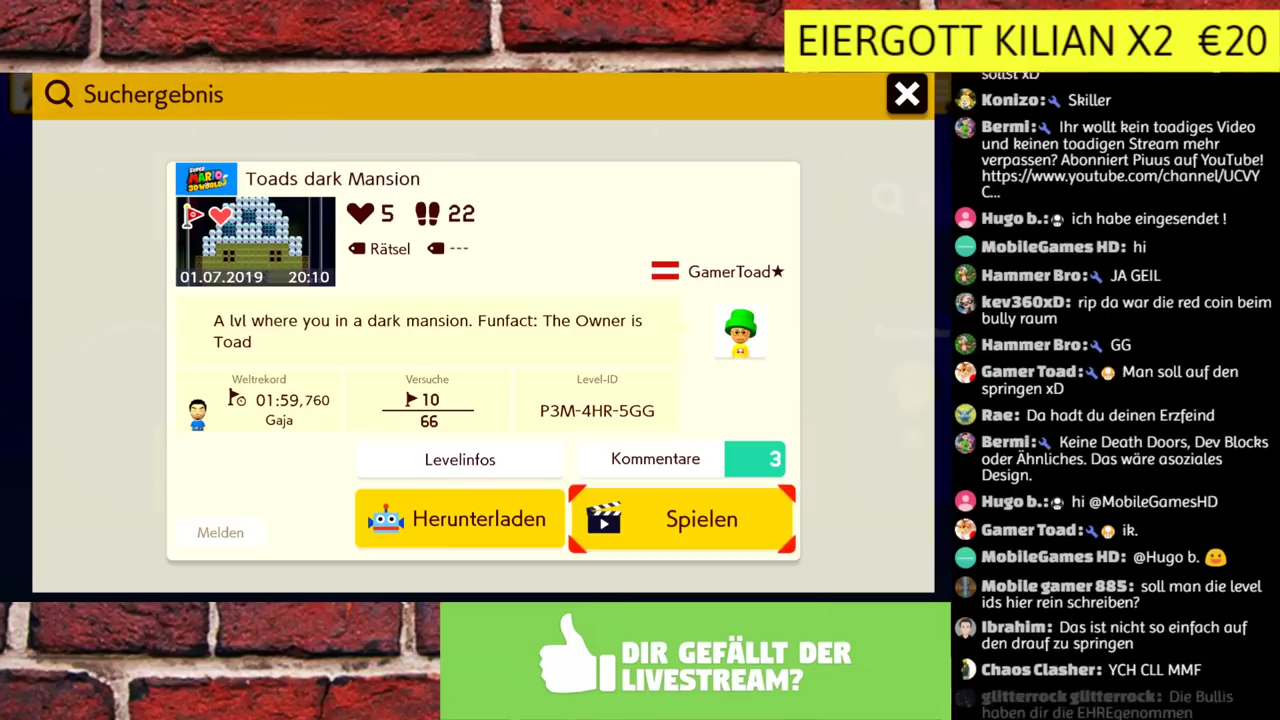 EIERGOTT KILIAN X2 €20
Suchergebnis
SUPER MARIO 3D WORLD
Toads dark Mansion
5
22
Rätsel
---
01.07.2019 20:10
GamerToad★
A lvl where you in a dark mansion. Funfact: The Owner is
Toad
Weltrekord
01:59,760
Gaja
Versuche
10
66
Level-ID
P3M-4HR-5GG
Levelinfos
Kommentare
3
Melden
Herunterladen
Spielen
DIR GEFÄLLT DER
LIVESTREAM?
sollst xD
Konizo: Skiller
Bermi: Ihr wollt kein toadiges Video
und keinen toadigen Stream mehr
verpassen? Abonniert Piuus auf YouTube!
https://www.youtube.com/channel/UCVY
C...
Hugo b.: ich habe eingesendet !
MobileGames HD: hi
Hammer Bro: JA GEIL
kev360xD: rip da war die red coin beim
bully raum
Hammer Bro: GG
Gamer Toad: Man soll auf den
springen xD
Rae: Da hadt du deinen Erzfeind
Bermi: Keine Death Doors, Dev Blocks
oder Ähnliches. Das wäre asoziales
Design.
Hugo b.: hi @MobileGamesHD
Gamer Toad: ik.
MobileGames HD: @Hugo b.
Mobile gamer 885: soll man die level
ids hier rein schreiben?
Ibrahim: Das ist nicht so einfach auf
den drauf zu springen
Chaos Clasher: YCH CLL MMF
glitterrock glitterrock: Die Bullis
haben dir die EHREgenommen